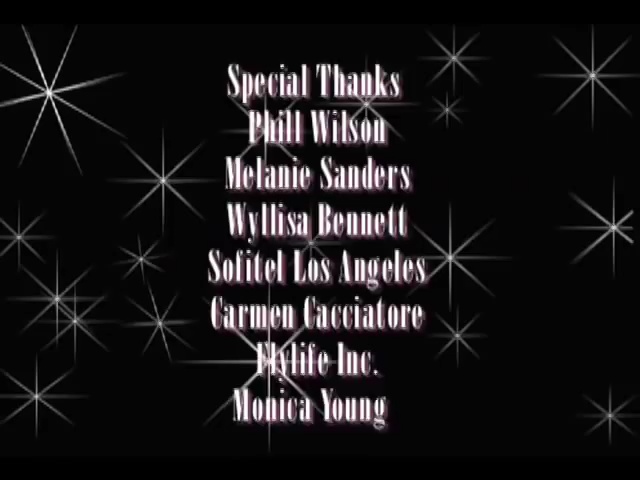 Special Thanks
Phill Wilson
Melanie Sanders
Wyllisa Bennett
Sofitel Los Angeles
Carmen Cacciatore
Flylife Inc.
Monica Young